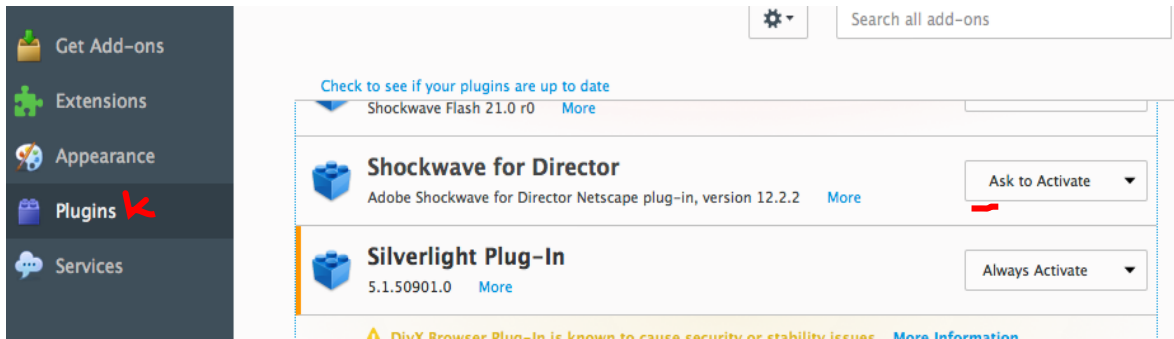 Get Add-ons
Extensions
Appearance
Plugins
Services
Search all add-ons
Check to see if your plugins are up to date
Shockwave Flash 21.0 r0 More
Shockwave for Director
Adobe Shockwave for Director Netscape plug-in, version 12.2.2 More
Ask to Activate
Silverlight Plug-In
5.1.50901.0 More
Always Activate
DivX Browser Plug-In is known to cause security or stability issues. More Information